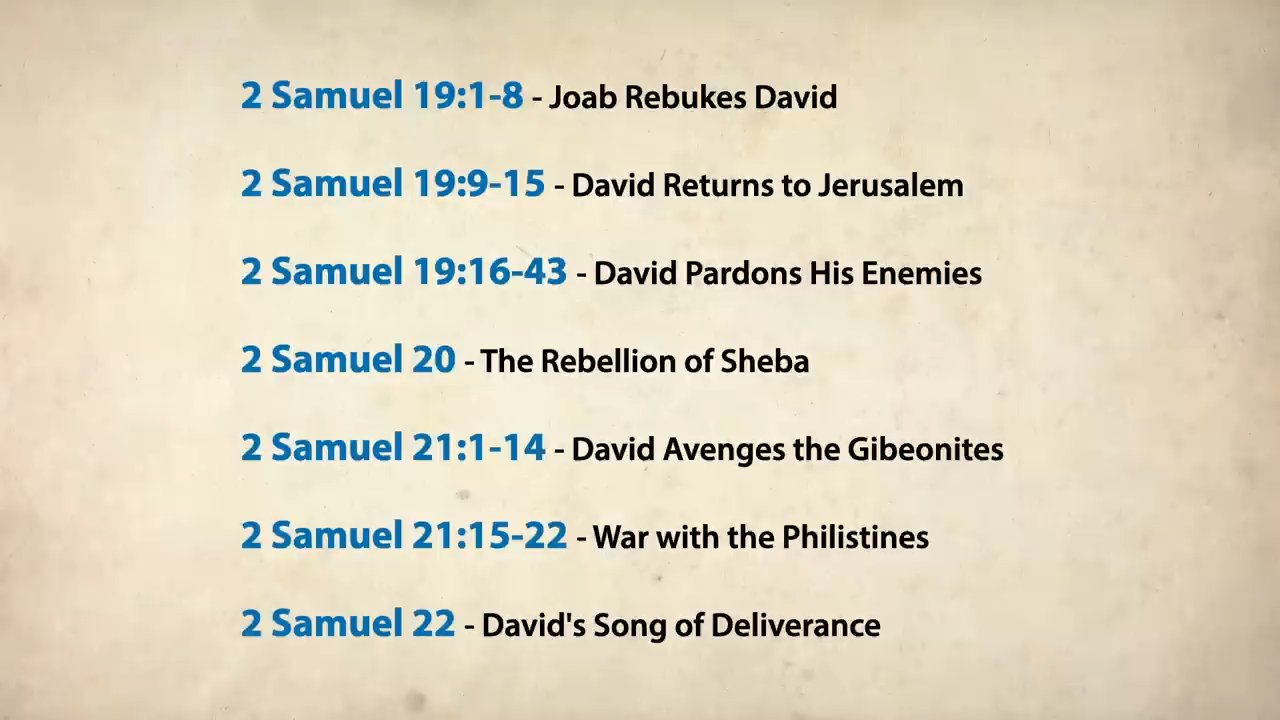 2 Samuel 19:1-8 - Joab Rebukes David
2 Samuel 19:9-15 - David Returns to Jerusalem
2 Samuel 19:16-43 - David Pardons His Enemies
2 Samuel 20 - The Rebellion of Sheba
2 Samuel 21:1-14 - David Avenges the Gibeonites
2 Samuel 21:15-22 - War with the Philistines
2 Samuel 22 - David's Song of Deliverance